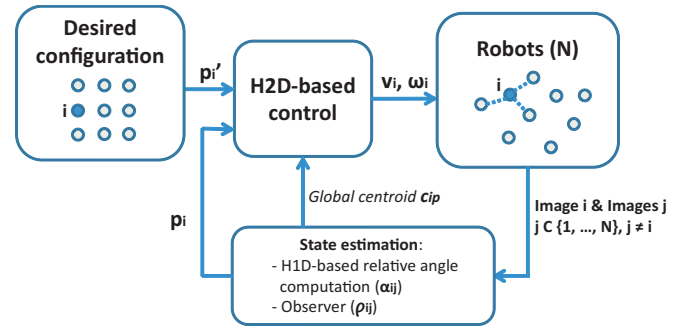 Desired
configuration
i
pi’
H2D-based
control
vi, ωi
Robots (N)
i
Global centroid cip
pi
Image i & Images j
j C {1, ..., N}, j ≠ i
State estimation:
- H1D-based relative angle
computation (αij)
- Observer (ρij)